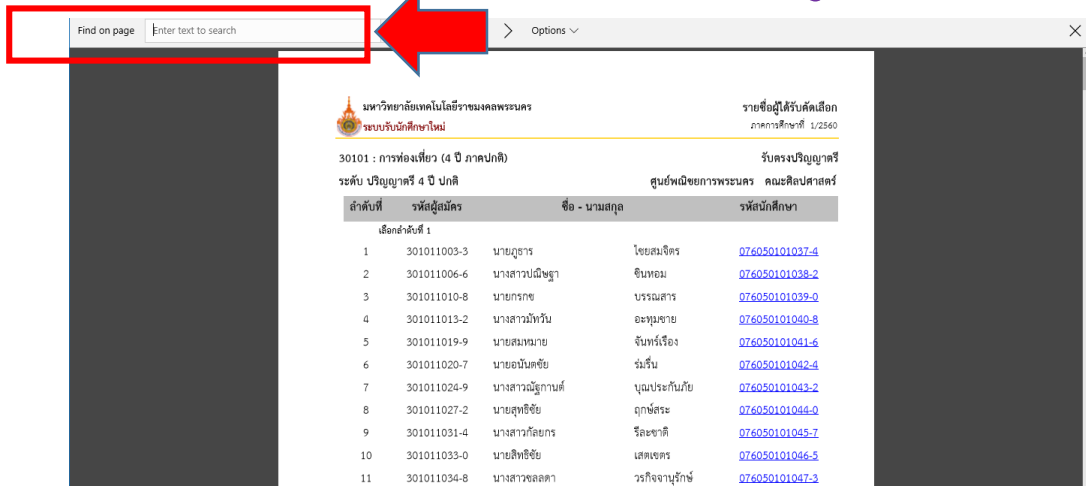 Find on page Enter text to search Options
มหาวิทยาลัยเทคโนโลยีราชมงคลพระนคร รายชื่อผู้ได้รับคัดเลือก
ระบบรับนักศึกษาใหม่ ภาคการศึกษาที่ 1/2560
30101 : การท่องเที่ยว (4 ปี ภาคปกติ) รับตรงปริญญาตรี
ระดับ ปริญญาตรี 4 ปี ปกติ ศูนย์พณิชยการพระนคร คณะศิลปศาสตร์
ลำดับที่ รหัสผู้สมัคร ชื่อ - นามสกุล รหัสนักศึกษา
เลือกลำดับที่ 1
1 301011003-3 นายภูธาร ไชยสมจิตร 076050101037-4
2 301011006-6 นางสาวปณิษฐา ชินหอม 076050101038-2
3 301011010-8 นายกรกช บรรณสาร 076050101039-0
4 301011013-2 นางสาวมัทวัน อะทุมชาย 076050101040-8
5 301011019-9 นายสมหมาย จันทร์เรือง 076050101041-6
6 301011020-7 นายอนันตชัย ร่มรื่น 076050101042-4
7 301011024-9 นางสาวณัฐกานต์ บุณประกันภัย 076050101043-2
8 301011027-2 นายสุทธิชัย ฤกษ์สระ 076050101044-0
9 301011031-4 นางสาวกัลยกร รีละชาติ 076050101045-7
10 301011033-0 นายสิทธิชัย เสตเขตร 076050101046-5
11 301011034-8 นางสาวชลลดา วรกิจจานุรักษ์ 076050101047-3